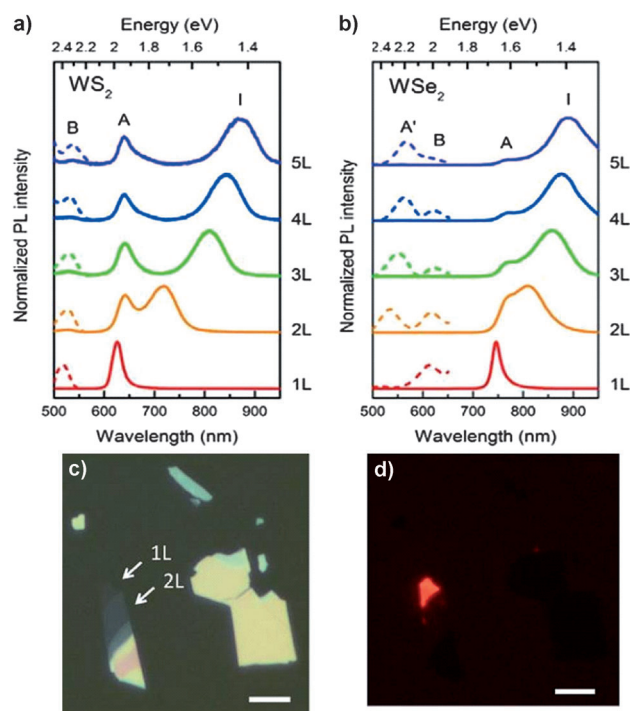 a)
Energy (eV)
2.4 2.2 2 1.8 1.6 1.4
WS2
B A I
5L
4L
3L
2L
1L
Normalized PL intensity
500 600 700 800 900
Wavelength (nm)
b)
Energy (eV)
2.4 2.2 2 1.8 1.6 1.4
WSe2
A' B A I
5L
4L
3L
2L
1L
Normalized PL intensity
500 600 700 800 900
Wavelength (nm)
c)
1L
2L
d)